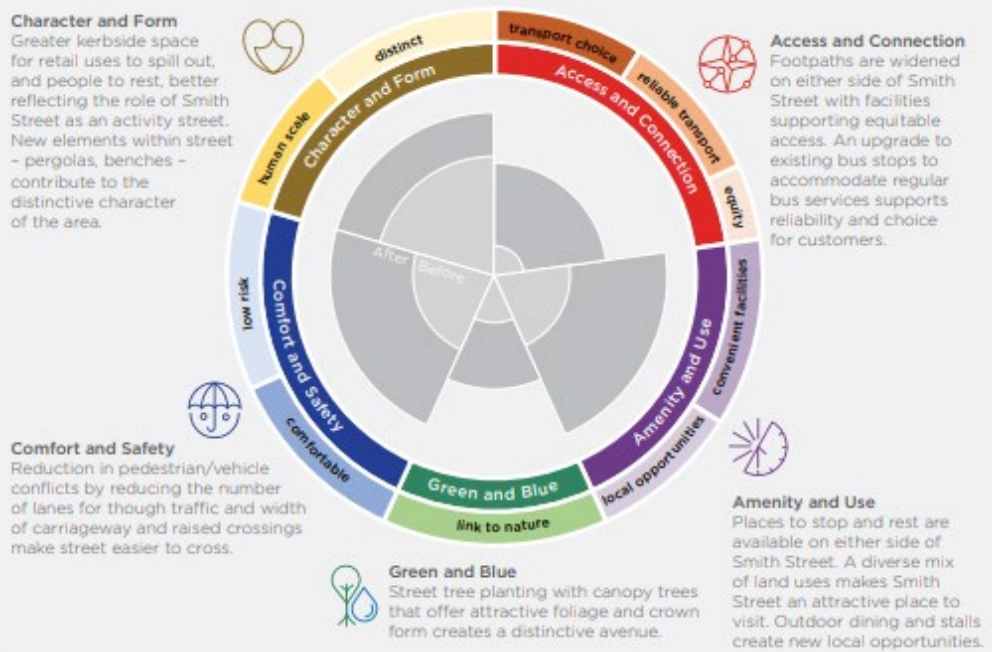 Character and Form
Greater kerbside space
for retail uses to spill out,
and people to rest, better
reflecting the role of Smith
Street as an activity street.
New elements within street
– pergolas, benches –
contribute to the
distinctive character
of the area.
distinct
human scale
Character and Form
transport choice
reliable transport
equity
Access and Connection
Access and Connection
Footpaths are widened
on either side of Smith
Street with facilities
supporting equitable
access. An upgrade to
existing bus stops to
accommodate regular
bus services supports
reliability and choice
for customers.
After
Before
low risk
comfortable
Comfort and Safety
convenient facilities
local opportunities
Amenity and Use
Green and Blue
link to nature
Comfort and Safety
Reduction in pedestrian/vehicle
conflicts by reducing the number
of lanes for though traffic and width
of carriageway and raised crossings
make street easier to cross.
Green and Blue
Street tree planting with canopy trees
that offer attractive foliage and crown
form creates a distinctive avenue.
Amenity and Use
Places to stop and rest are
available on either side of
Smith Street. A diverse mix
of land uses makes Smith
Street an attractive place to
visit. Outdoor dining and stalls
create new local opportunities.